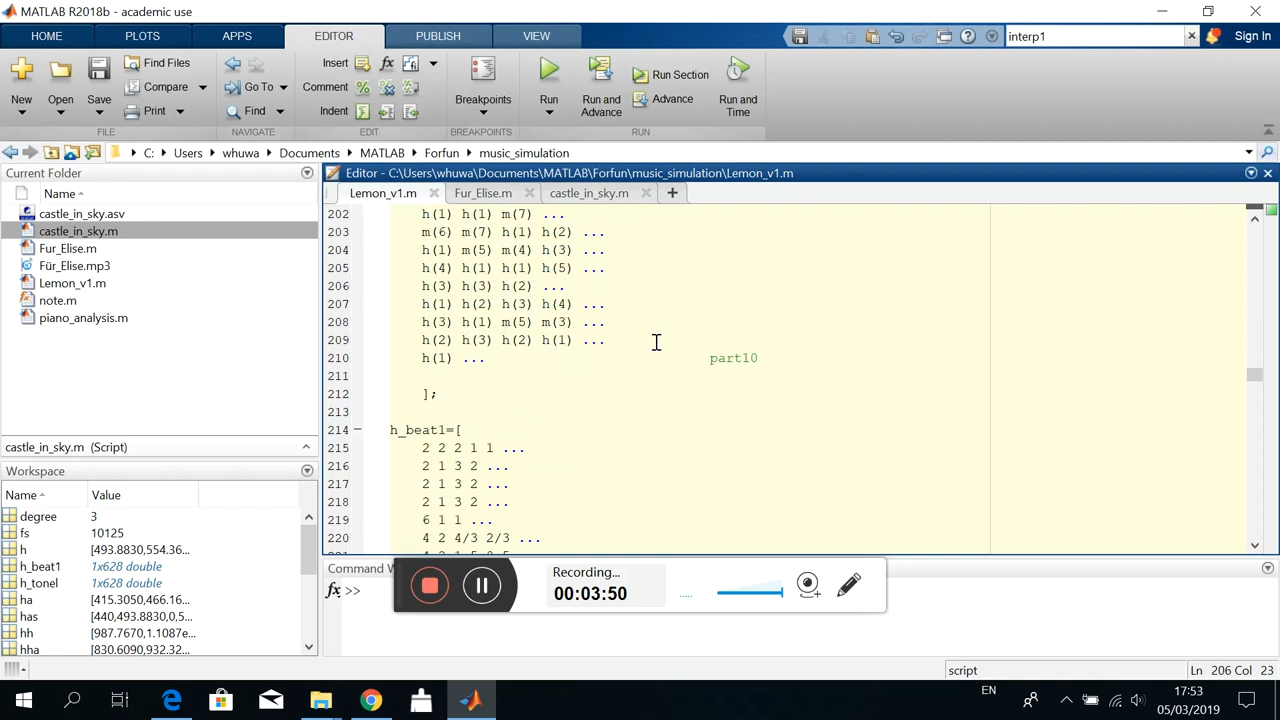 MATLAB R2018b - academic use
HOME PLOTS APPS EDITOR PUBLISH VIEW interp1 Sign In
New Open Save Find Files Compare Print Go To Find Insert fx Comment Indent Breakpoints Run Run and Advance Run Section Advance Run and Time
FILE NAVIGATE EDIT BREAKPOINTS RUN
C: Users whuwa Documents MATLAB Forfun music_simulation
Current Folder
Name
castle_in_sky.asv
castle_in_sky.m
Fur_Elise.m
Für_Elise.mp3
Lemon_v1.m
note.m
piano_analysis.m
castle_in_sky.m (Script)
Workspace
Name Value
degree 3
fs 10125
h [493.8830,554.36...
h_beat1 1x628 double
h_tonel 1x628 double
ha [415.3050,466.16...
has [440,493.8830,0,5...
hh [987.7670,1.1087e...
hha [830.6090,932.32...
Editor - C:\Users\whuwa\Documents\MATLAB\Forfun\music_simulation\Lemon_v1.m
Lemon_v1.m Fur_Elise.m castle_in_sky.m
202 h(1) h(1) m(7) ...
203 m(6) m(7) h(1) h(2) ...
204 h(1) m(5) m(4) h(3) ...
205 h(4) h(1) h(1) h(5) ...
206 h(3) h(3) h(2) ...
207 h(1) h(2) h(3) h(4) ...
208 h(3) h(1) m(5) m(3) ...
209 h(2) h(3) h(2) h(1) ...
210 h(1) ... part10
211
212 ];
213
214 h_beat1=[
215 2 2 2 1 1 ...
216 2 1 3 2 ...
217 2 1 3 2 ...
218 2 1 3 2 ...
219 6 1 1 ...
220 4 2 4/3 2/3 ...
Command W
fx >>
Recording...
00:03:50
script Ln 206 Col 23
EN
17:53
05/03/2019